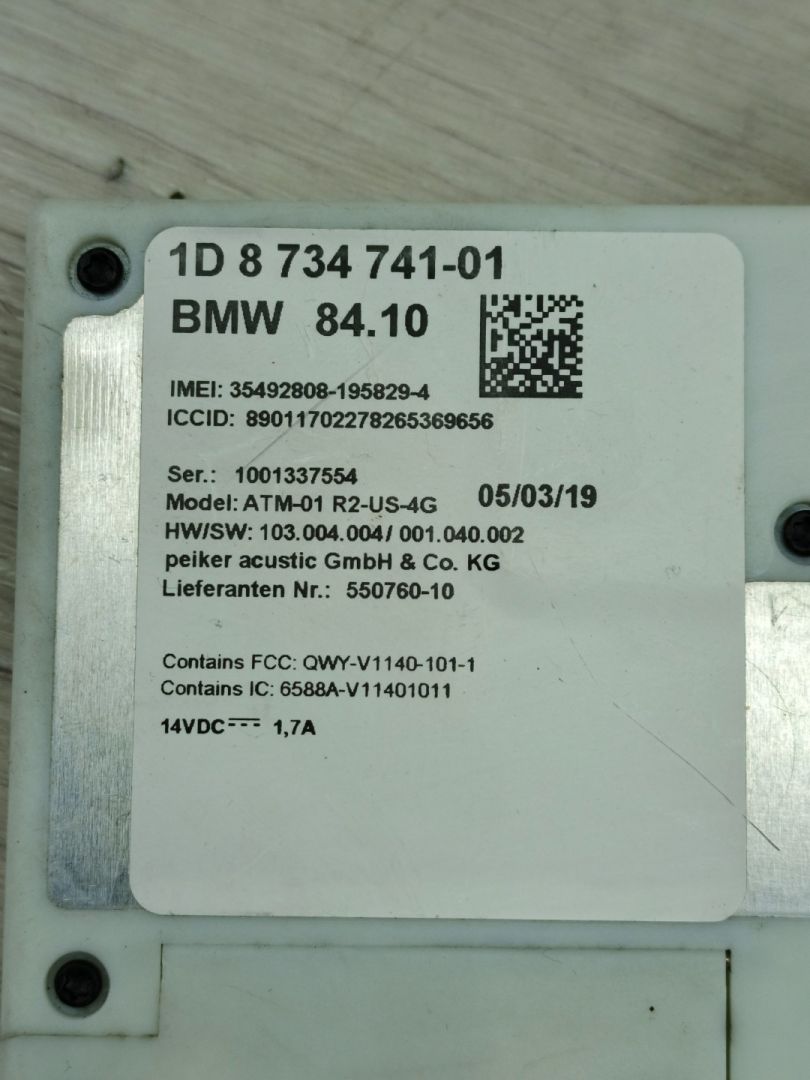 1D 8 734 741-01
BMW 84.10
IMEI: 35492808-195829-4
ICCID: 89011702278265369656
Ser.: 1001337554
Model: ATM-01 R2-US-4G 05/03/19
HW/SW: 103.004.004/ 001.040.002
peiker acustic GmbH & Co. KG
Lieferanten Nr.: 550760-10
Contains FCC: QWY-V1140-101-1
Contains IC: 6588A-V11401011
14VDC⎓ 1,7A